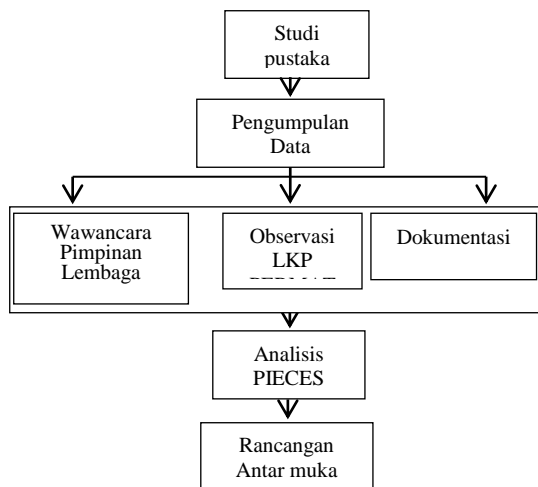 Studi
pustaka
Pengumpulan
Data
Wawancara
Pimpinan
Lembaga
Observasi
LKP
Dokumentasi
Analisis
PIECES
Rancangan
Antar muka